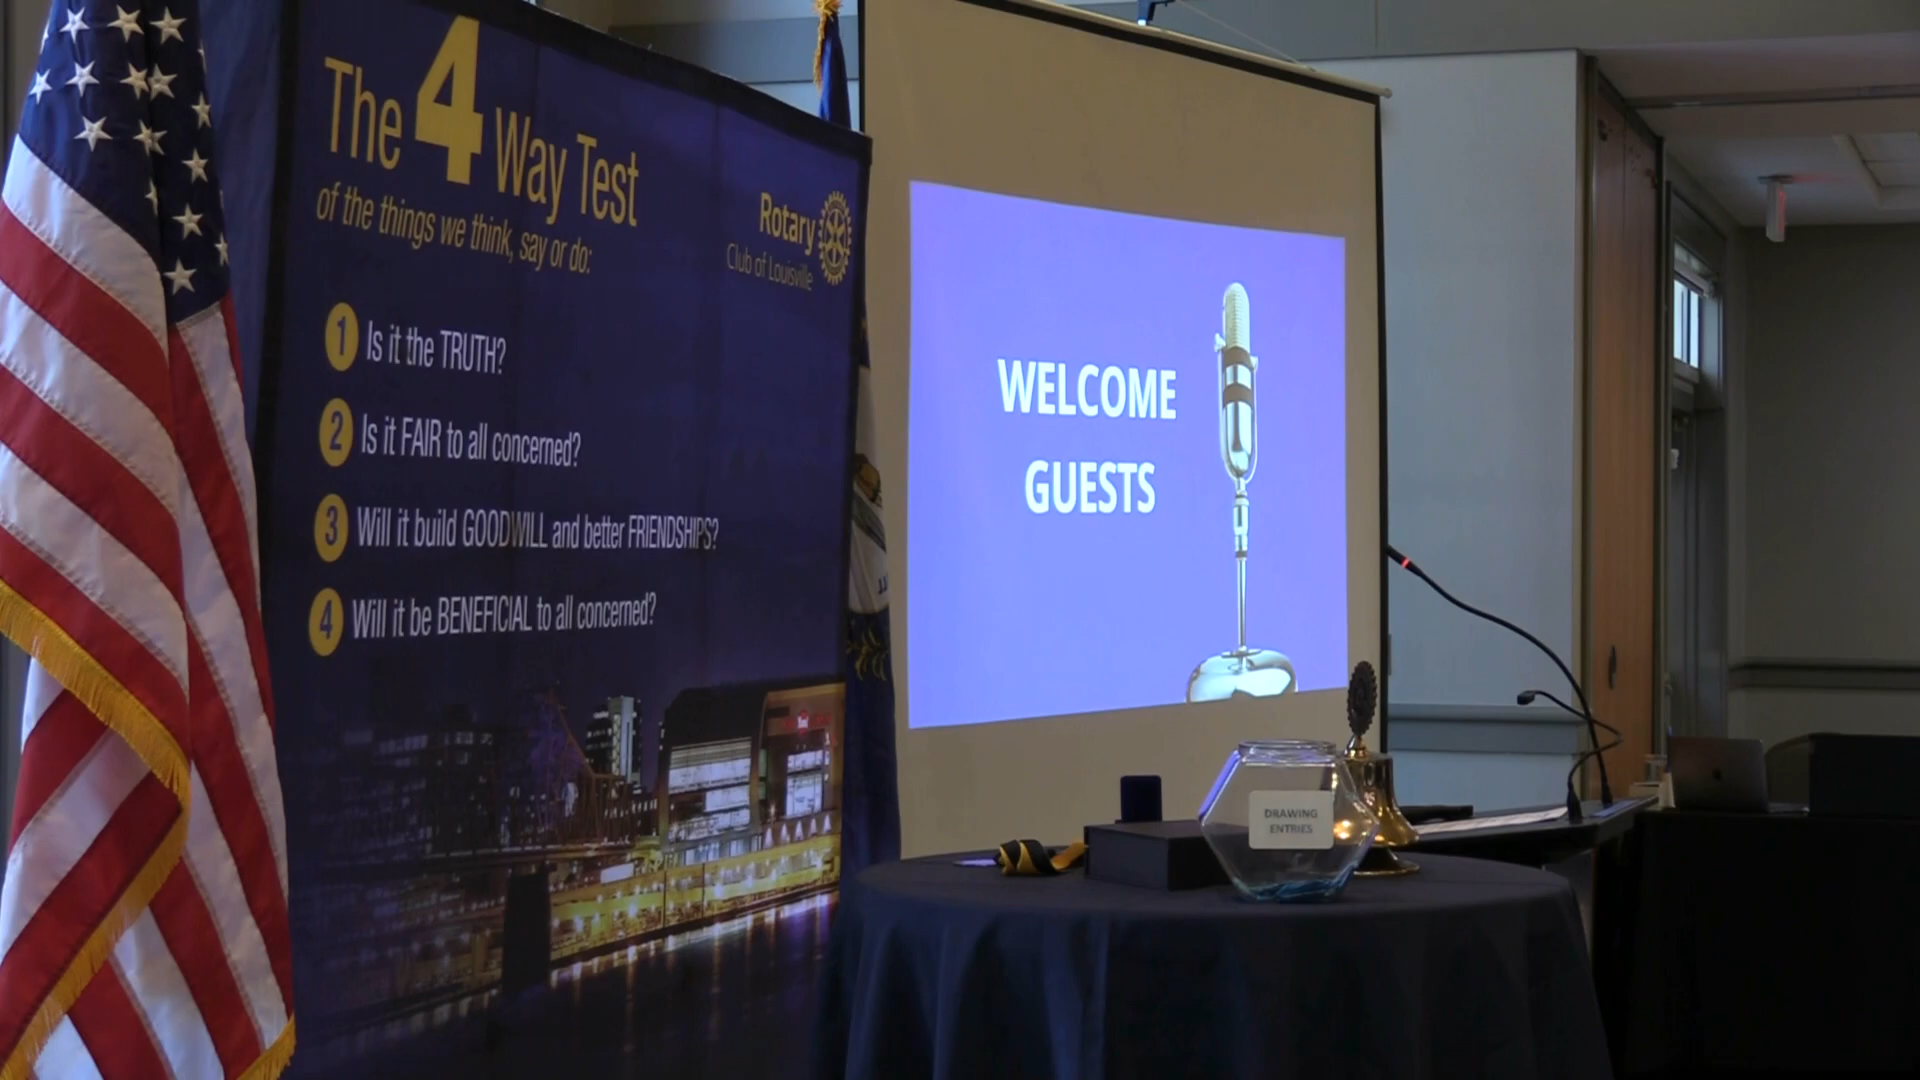 The 4 Way Test
of the things we think, say or do:
Rotary
Club of Louisville
1 Is it the TRUTH?
2 Is it FAIR to all concerned?
3 Will it build GOODWILL and better FRIENDSHIPS?
4 Will it be BENEFICIAL to all concerned?
WELCOME
GUESTS
DRAWING
ENTRIES